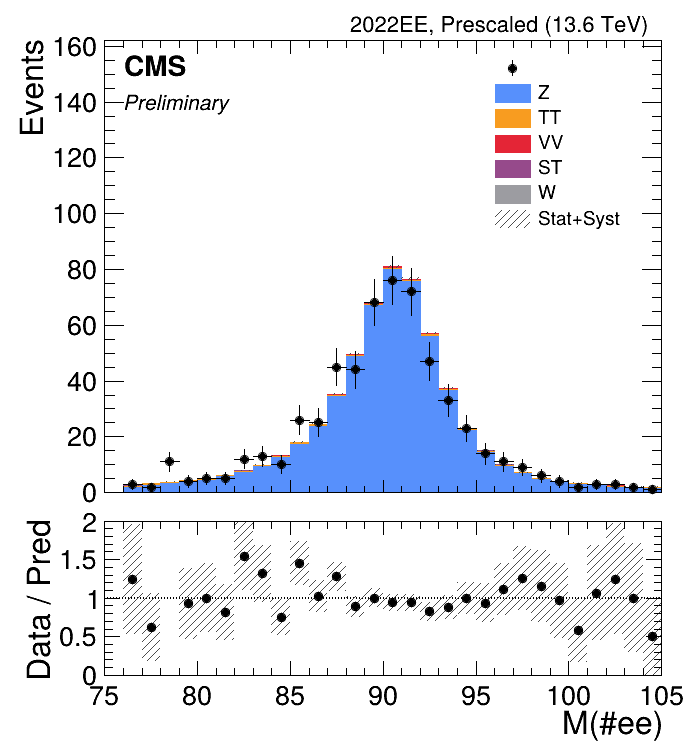 2022EE, Prescaled (13.6 TeV)
160
140
120
100
80
60
40
20
0
Events
CMS
Preliminary
Z
TT
VV
ST
W
Stat+Syst
2
1.5
1
0.5
0
Data / Pred
75 80 85 90 95 100 105
M(#ee)